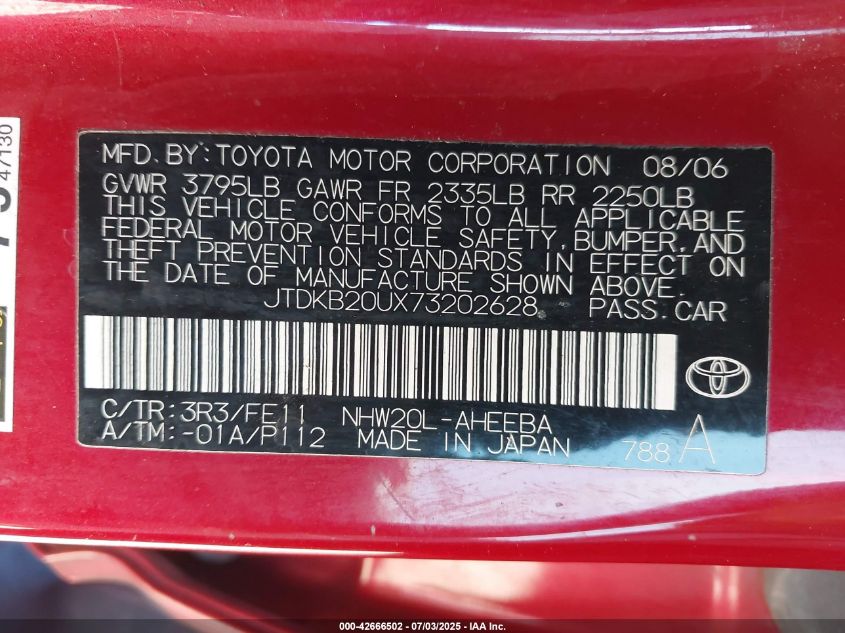 MFD. BY: TOYOTA MOTOR CORPORATION 08/06
GVWR 3795LB GAWR FR 2335LB RR 2250LB
THIS VEHICLE CONFORMS TO ALL APPLICABLE
FEDERAL MOTOR VEHICLE SAFETY, BUMPER, AND
THEFT PREVENTION STANDARDS IN EFFECT ON
THE DATE OF MANUFACTURE SHOWN ABOVE.
JTDKB20UX73202628 PASS. CAR
C/TR: 3R3/FE11 NHW20L-AHEEBA
A/TM: -01A/P112 MADE IN JAPAN 788 A
47130
000-42666502 - 07/03/2025 - IAA Inc.